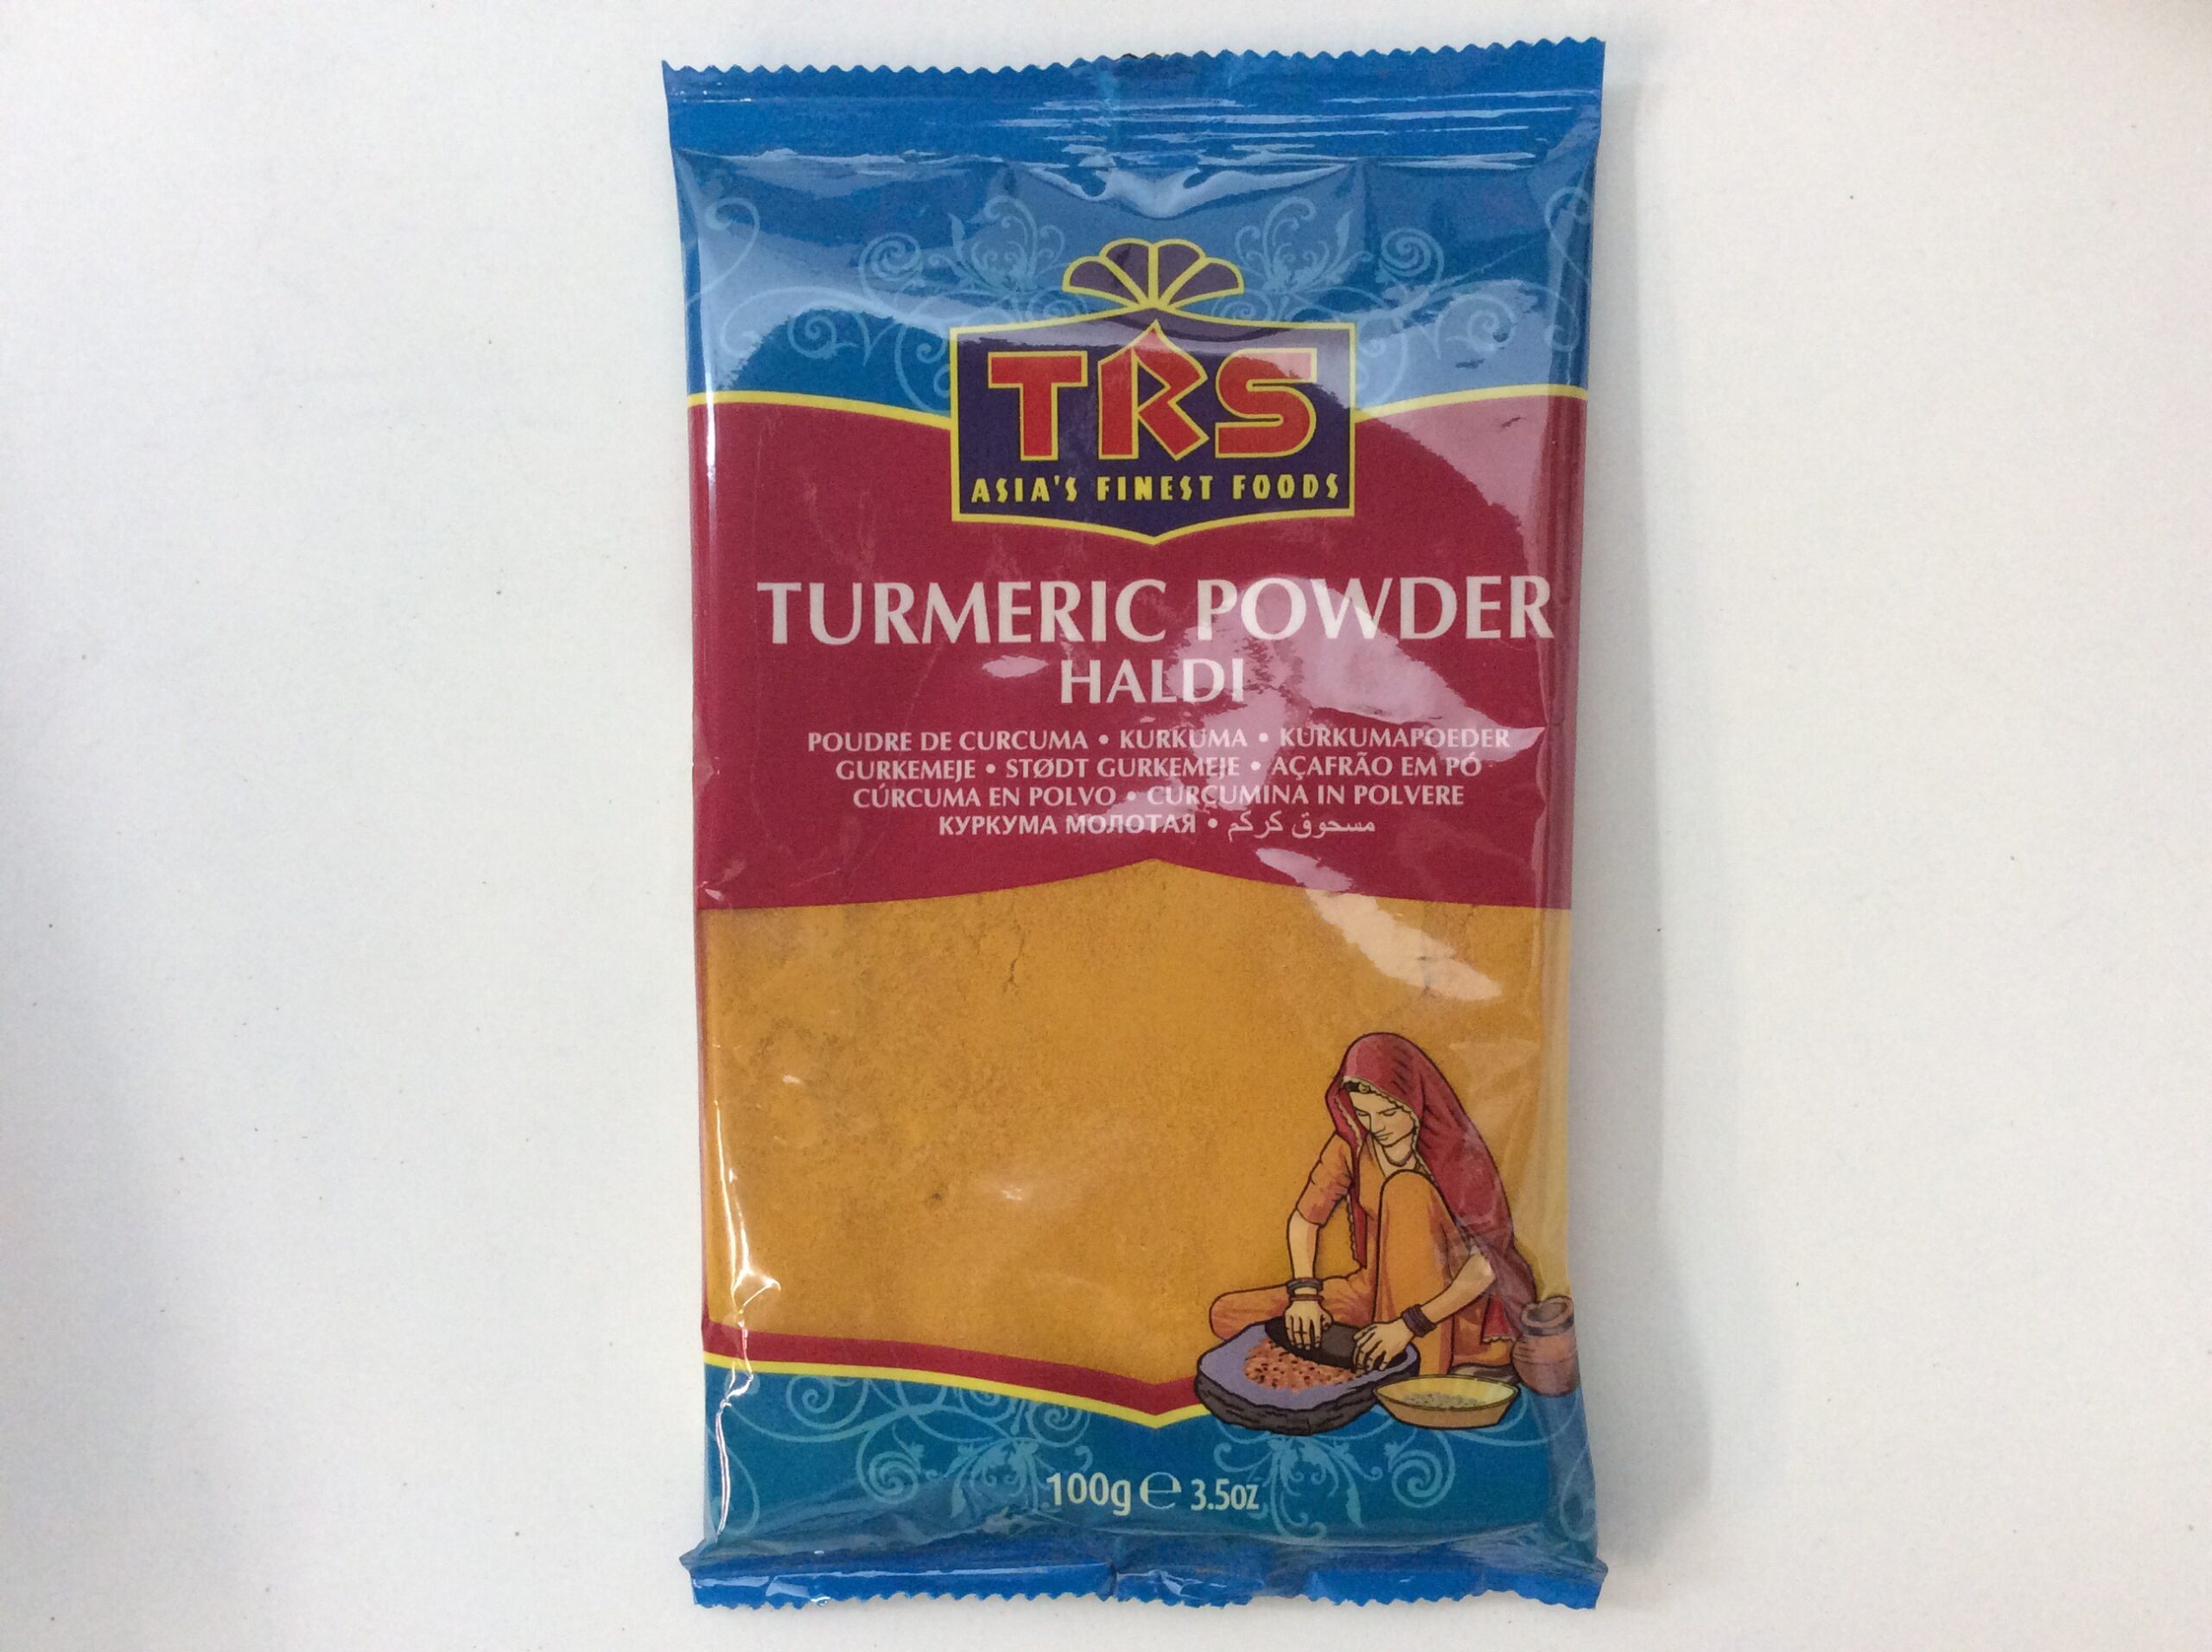 TRS
ASIA'S FINEST FOODS
TURMERIC POWDER
HALDI
POUDRE DE CURCUMA • KURKUMA • KURKUMAPOEDER
GURKEMEJE • STØDT GURKEMEJE • AÇAFRÃO EM PÓ
CÚRCUMA EN POLVO • CURCUMINA IN POLVERE
КУРКУМА МОЛОТАЯ • مسحوق كركم
100g ℮ 3.5oz